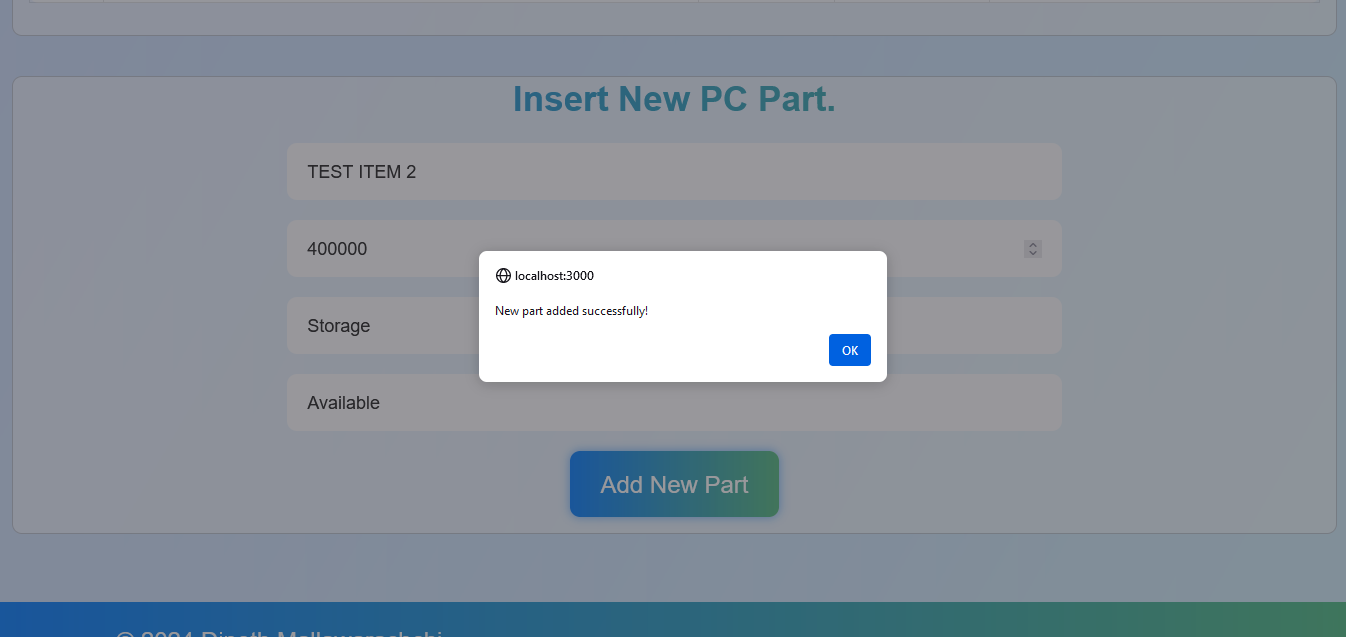 Insert New PC Part.
TEST ITEM 2
400000
localhost:3000
New part added successfully!
Storage
OK
Available
Add New Part
© 2024